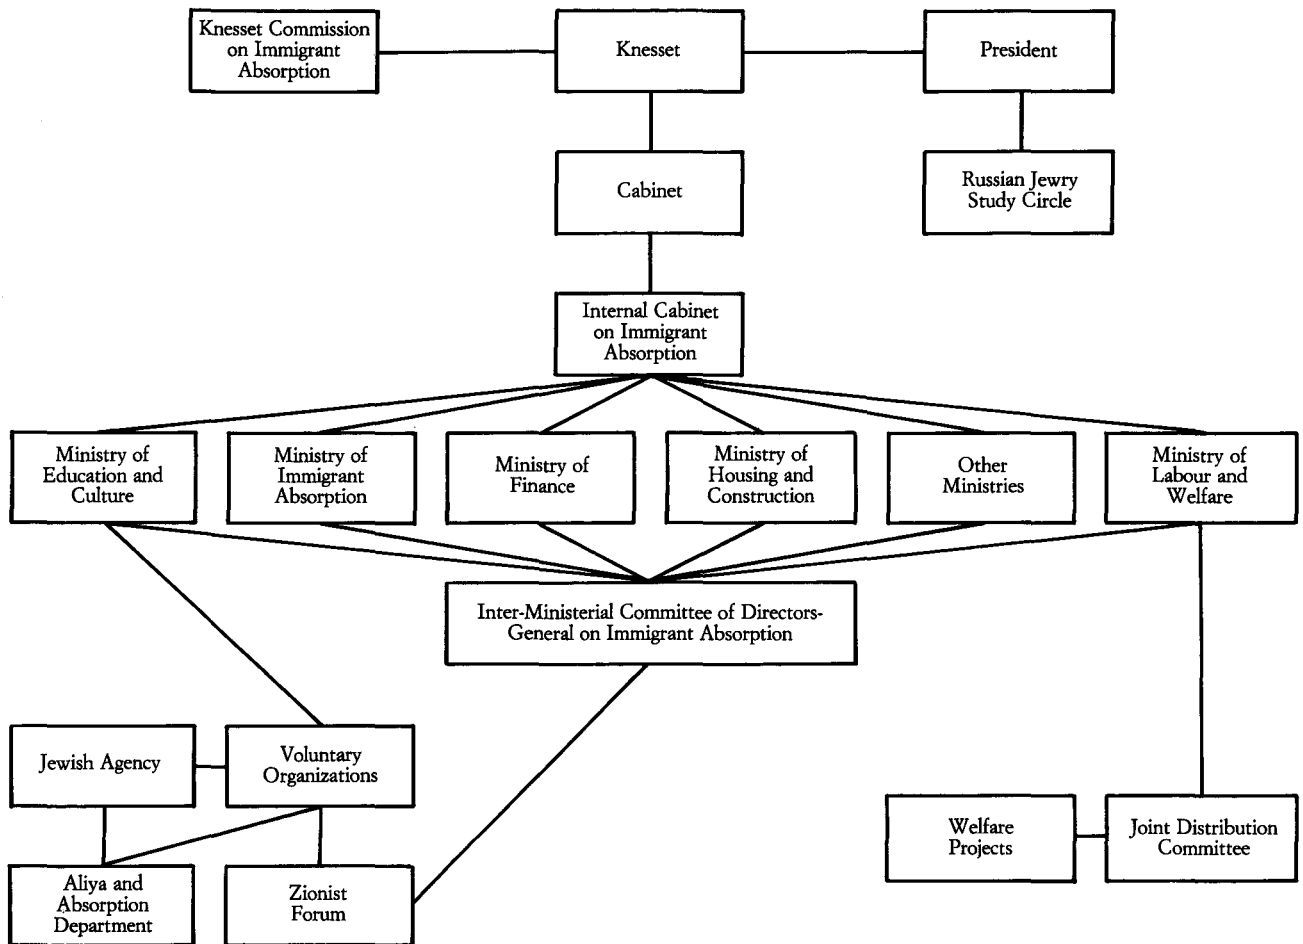 Knesset Commission
on Immigrant
Absorption
Knesset
President
Cabinet
Russian Jewry
Study Circle
Internal Cabinet
on Immigrant
Absorption
Ministry of
Education and
Culture
Ministry of
Immigrant
Absorption
Ministry of
Finance
Ministry of
Housing and
Construction
Other
Ministries
Ministry of
Labour and
Welfare
Inter-Ministerial Committee of Directors-
General on Immigrant Absorption
Jewish Agency
Voluntary
Organizations
Welfare
Projects
Joint Distribution
Committee
Aliya and
Absorption
Department
Zionist
Forum